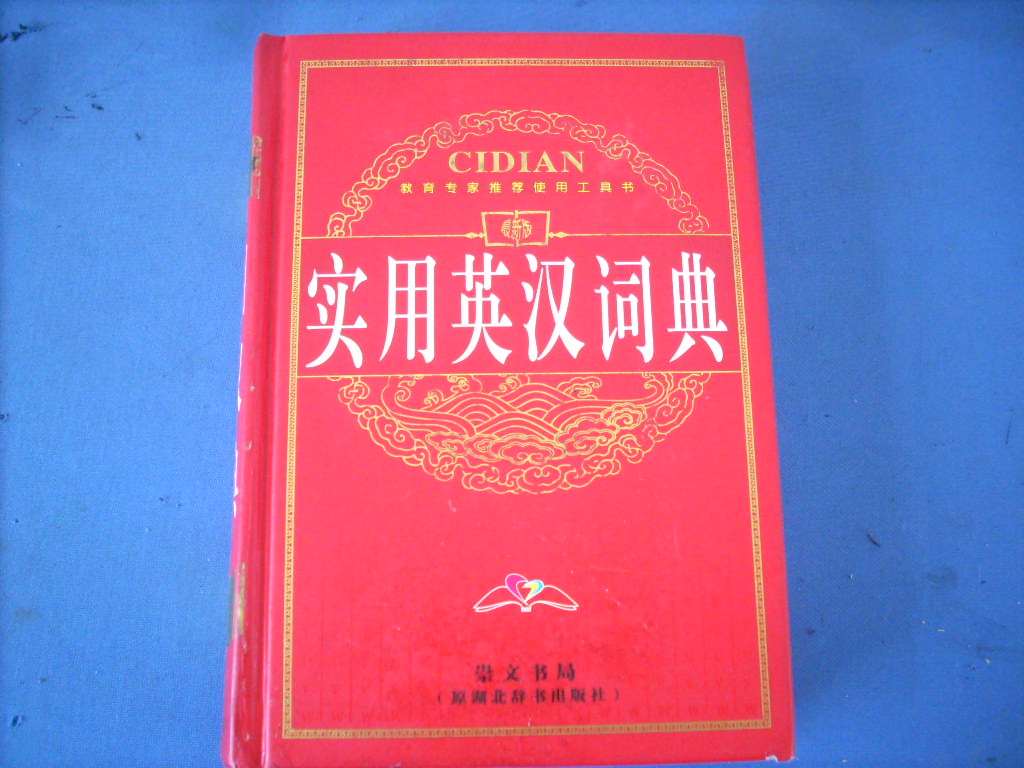 CIDIAN
教育专家推荐使用工具书
最新版
实用英汉词典
崇文书局
（原湖北辞书出版社）